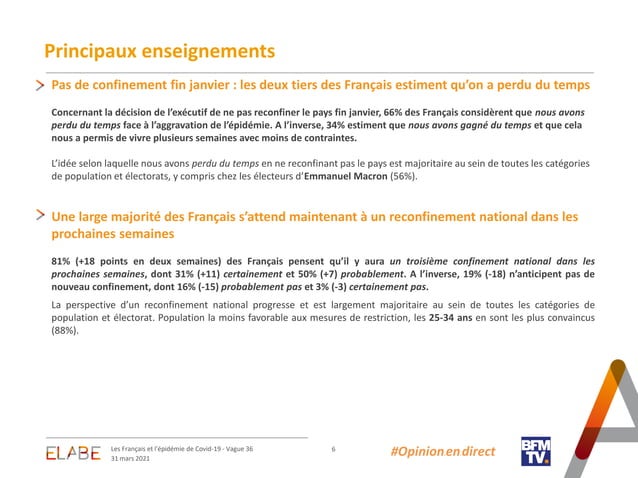 Principaux enseignements
Pas de confinement fin janvier : les deux tiers des Français estiment qu’on a perdu du temps
Concernant la décision de l’exécutif de ne pas reconfiner le pays fin janvier, 66% des Français considèrent que nous avons
perdu du temps face à l’aggravation de l’épidémie. A l’inverse, 34% estiment que nous avons gagné du temps et que cela
nous a permis de vivre plusieurs semaines avec moins de contraintes.
L’idée selon laquelle nous avons perdu du temps en ne reconfinant pas le pays est majoritaire au sein de toutes les catégories
de population et électorats, y compris chez les électeurs d’Emmanuel Macron (56%).
Une large majorité des Français s’attend maintenant à un reconfinement national dans les
prochaines semaines
81% (+18 points en deux semaines) des Français pensent qu’il y aura un troisième confinement national dans les
prochaines semaines, dont 31% (+11) certainement et 50% (+7) probablement. A l’inverse, 19% (-18) n’anticipent pas de
nouveau confinement, dont 16% (-15) probablement pas et 3% (-3) certainement pas.
La perspective d’un reconfinement national progresse et est largement majoritaire au sein de toutes les catégories de
population et électorat. Population la moins favorable aux mesures de restriction, les 25-34 ans en sont les plus convaincus
(88%).
ELABE
Les Français et l'épidémie de Covid-19 - Vague 36
31 mars 2021
6
#Opinion en direct
BFM
TV.